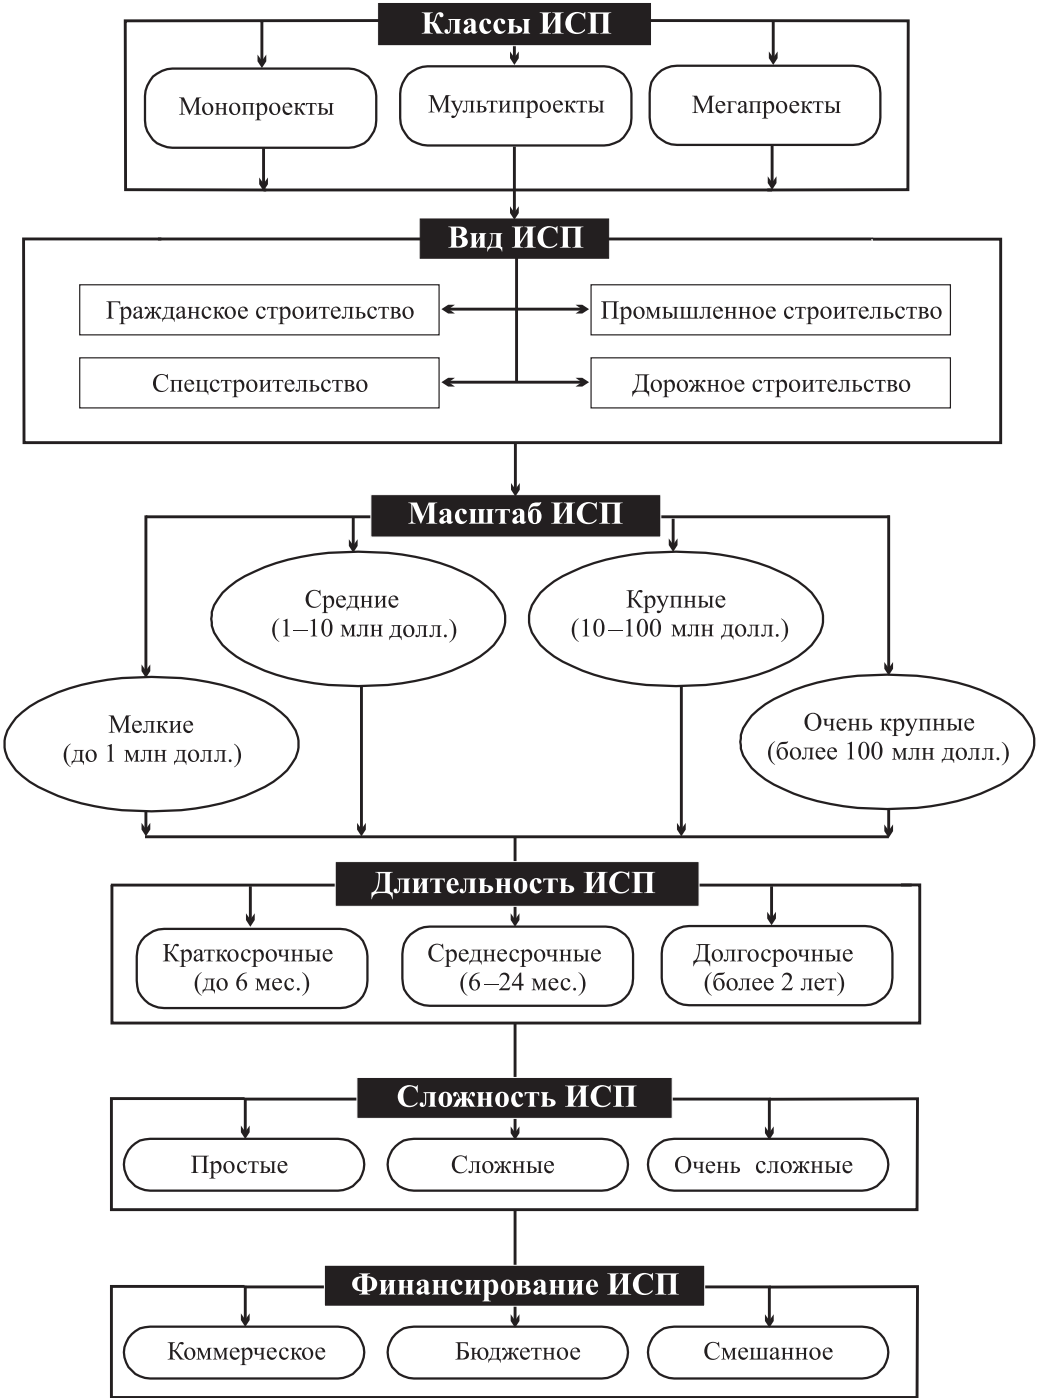 Классы ИСП
Монопроекты
Мультипроекты
Мегапроекты
Вид ИСП
Гражданское строительство
Промышленное строительство
Спецстроительство
Дорожное строительство
Масштаб ИСП
Средние
(1–10 млн долл.)
Крупные
(10–100 млн долл.)
Мелкие
(до 1 млн долл.)
Очень крупные
(более 100 млн долл.)
Длительность ИСП
Краткосрочные
(до 6 мес.)
Среднесрочные
(6–24 мес.)
Долгосрочные
(более 2 лет)
Сложность ИСП
Простые
Сложные
Очень сложные
Финансирование ИСП
Коммерческое
Бюджетное
Смешанное